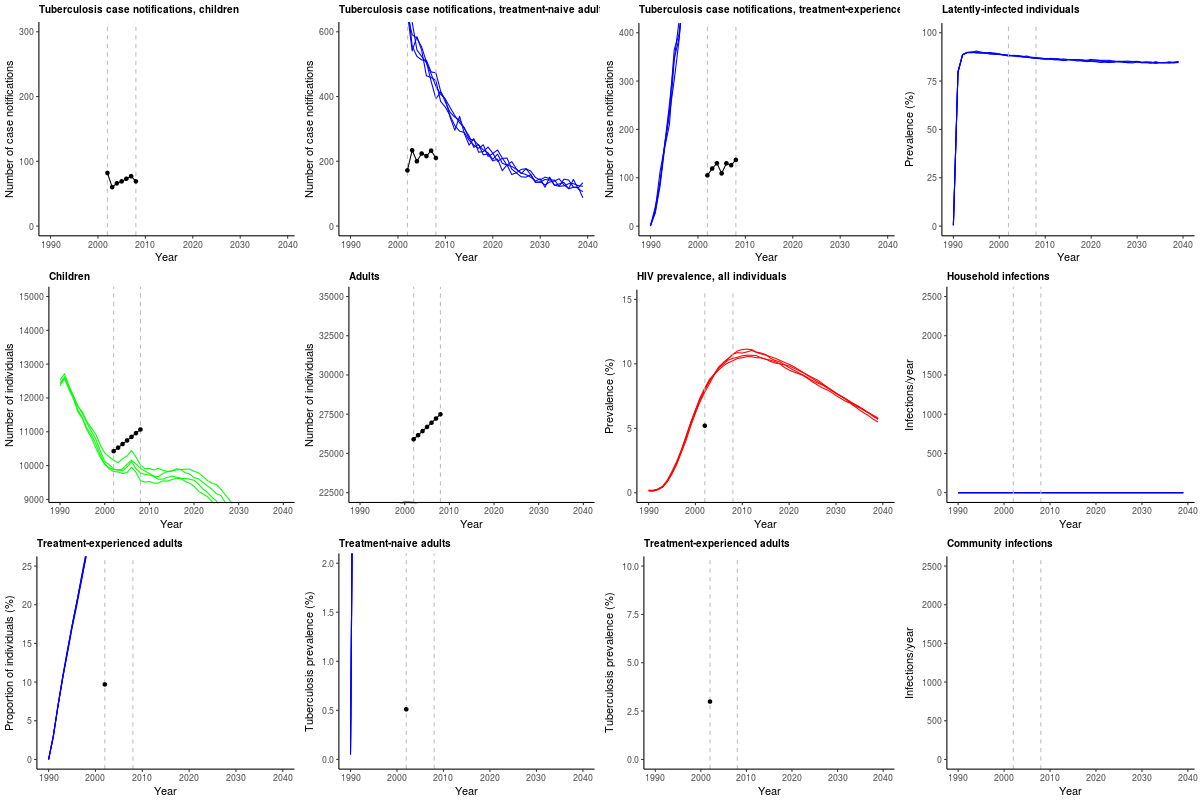 Tuberculosis case notifications, children
Number of case notifications
300
200
100
0
1990 2000 2010 2020 2030 2040
Year
Tuberculosis case notifications, treatment-naive adul
Number of case notifications
600
400
200
0
1990 2000 2010 2020 2030 2040
Year
Tuberculosis case notifications, treatment-experience
Number of case notifications
400
300
200
100
0
1990 2000 2010 2020 2030 2040
Year
Latently-infected individuals
Prevalence (%)
100
75
50
25
0
1990 2000 2010 2020 2030 2040
Year
Children
Number of individuals
15000
14000
13000
12000
11000
10000
9000
1990 2000 2010 2020 2030 2040
Year
Adults
Number of individuals
35000
32500
30000
27500
25000
22500
1990 2000 2010 2020 2030 2040
Year
HIV prevalence, all individuals
Prevalence (%)
15
10
5
0
1990 2000 2010 2020 2030 2040
Year
Household infections
Infections/year
2500
2000
1500
1000
500
0
1990 2000 2010 2020 2030 2040
Year
Treatment-experienced adults
Proportion of individuals (%)
25
20
15
10
5
0
1990 2000 2010 2020 2030 2040
Year
Treatment-naive adults
Tuberculosis prevalence (%)
2.0
1.5
1.0
0.5
0.0
1990 2000 2010 2020 2030 2040
Year
Treatment-experienced adults
Tuberculosis prevalence (%)
10.0
7.5
5.0
2.5
0.0
1990 2000 2010 2020 2030 2040
Year
Community infections
Infections/year
2500
2000
1500
1000
500
0
1990 2000 2010 2020 2030 2040
Year